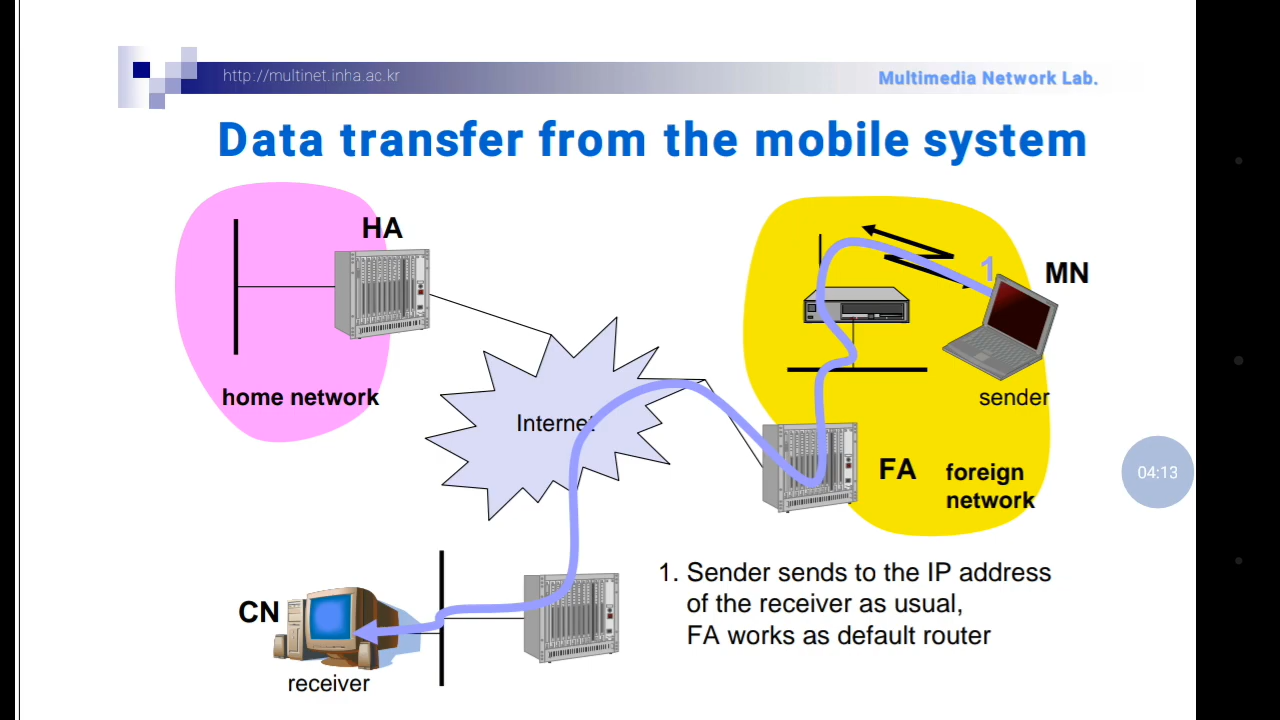 http://multinet.inha.ac.kr
Multimedia Network Lab.
Data transfer from the mobile system
HA
1
MN
home network
sender
Internet
FA
foreign
network
04:13
1. Sender sends to the IP address
of the receiver as usual,
FA works as default router
CN
receiver